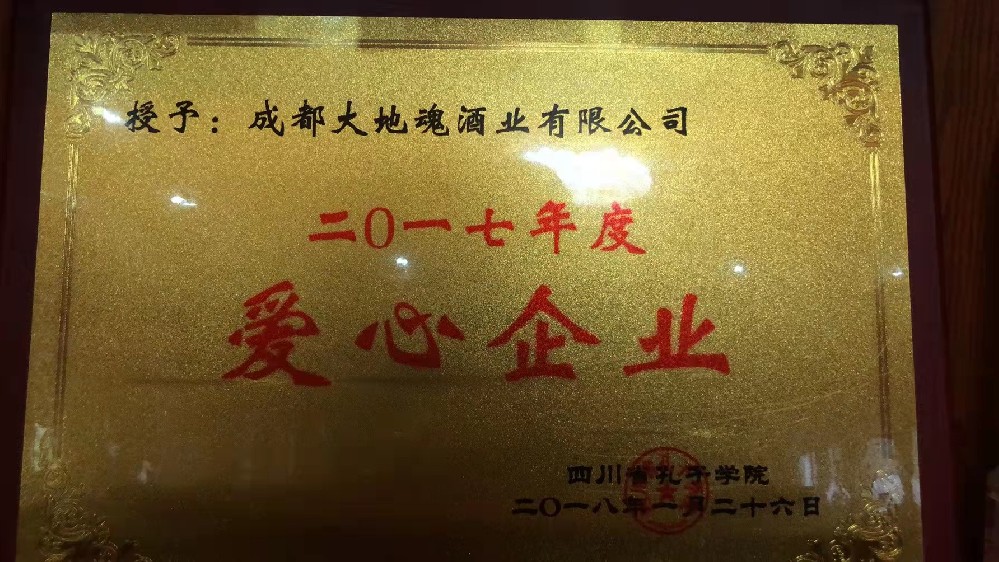 授予：成都大地魂酒业有限公司
二〇一七年度
爱心企业
四川省孔子学院
二〇一八年一月二十六日